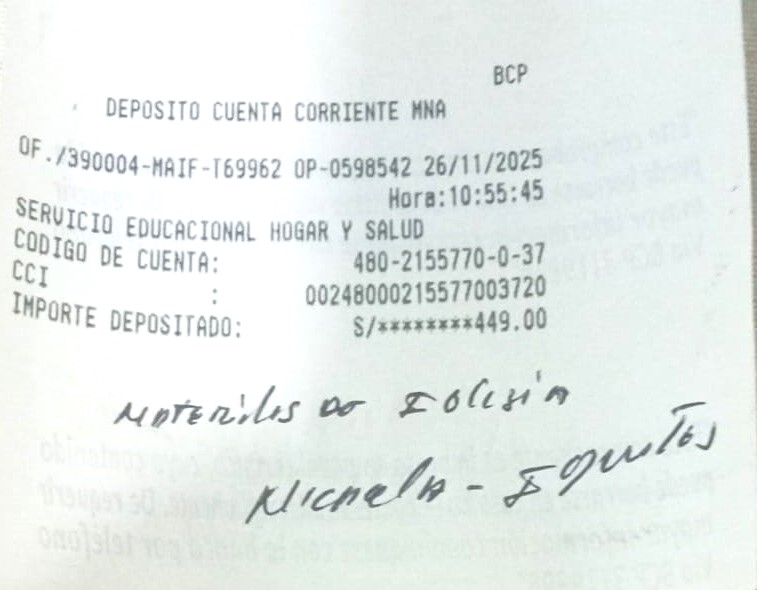 BCP
DEPOSITO CUENTA CORRIENTE MNA
OF./390004-MAIF-T69962 OP-0598542 26/11/2025
Hora:10:55:45
SERVICIO EDUCACIONAL HOGAR Y SALUD
CODIGO DE CUENTA: 480-2155770-0-37
CCI : 00248000215577003720
IMPORTE DEPOSITADO: S/********449.00
Materiales de Iglesia
- Iquitos